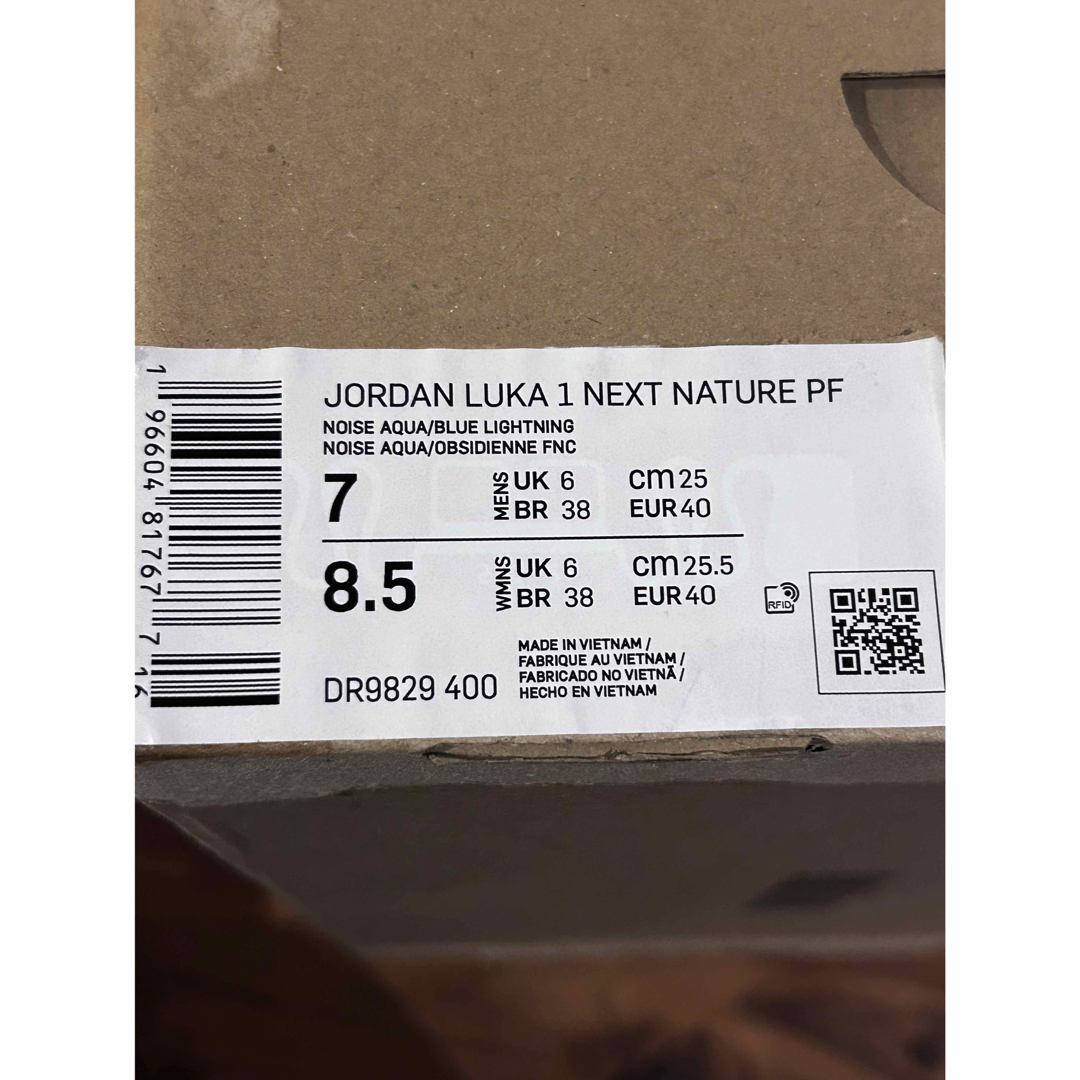 JORDAN LUKA 1 NEXT NATURE PF
NOISE AQUA/BLUE LIGHTNING
NOISE AQUA/OBSIDIENNE FNC
7 MENS UK 6 cm 25
BR 38 EUR 40
8.5 WMNS UK 6 cm 25.5
BR 38 EUR 40
RFID
MADE IN VIETNAM /
FABRIQUE AU VIETNAM /
FABRICADO NO VIETNÃ /
HECHO EN VIETNAM
DR9829 400
1 96604 81767 7 16